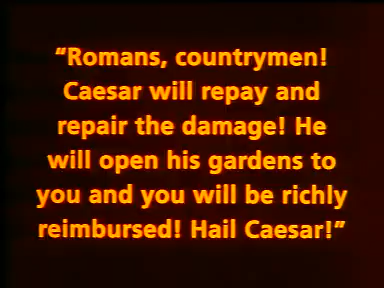 “Romans, countrymen!
Caesar will repay and
repair the damage! He
will open his gardens to
you and you will be richly
reimbursed! Hail Caesar!”